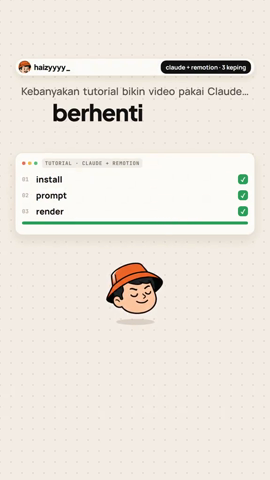 haizyyyy_
claude + remotion · 3 keping
Kebanyakan tutorial bikin video pakai Claude…
berhenti
TUTORIAL · CLAUDE + REMOTION
01 install
02 prompt
03 render